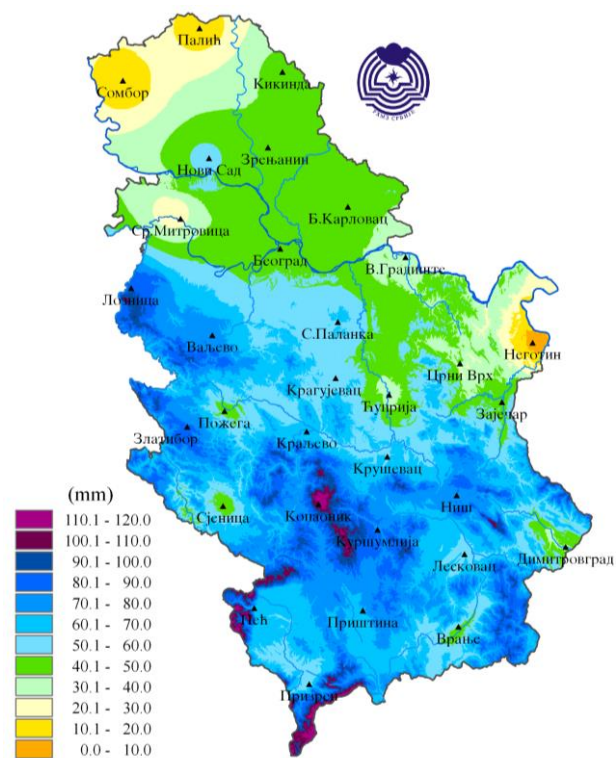 Палић
Сомбор
Кикинда
Зрењанин
Нови Сад
Б.Карловац
Ср.Митровица
Београд
В.Градиште
Лозница
С.Паланка
Ваљево
Неготин
Црни Врх
Крагујевац
Ћуприја
Зајечар
Пожега
Златибор
Краљево
Крушевац
Ниш
Копаоник
Сјеница
Куршумлија
Димитровград
Лесковац
Пећ
Приштина
Врање
Призрен
(mm)
110.1 - 120.0
100.1 - 110.0
90.1 - 100.0
80.1 - 90.0
70.1 - 80.0
60.1 - 70.0
50.1 - 60.0
40.1 - 50.0
30.1 - 40.0
20.1 - 30.0
10.1 - 20.0
0.0 - 10.0